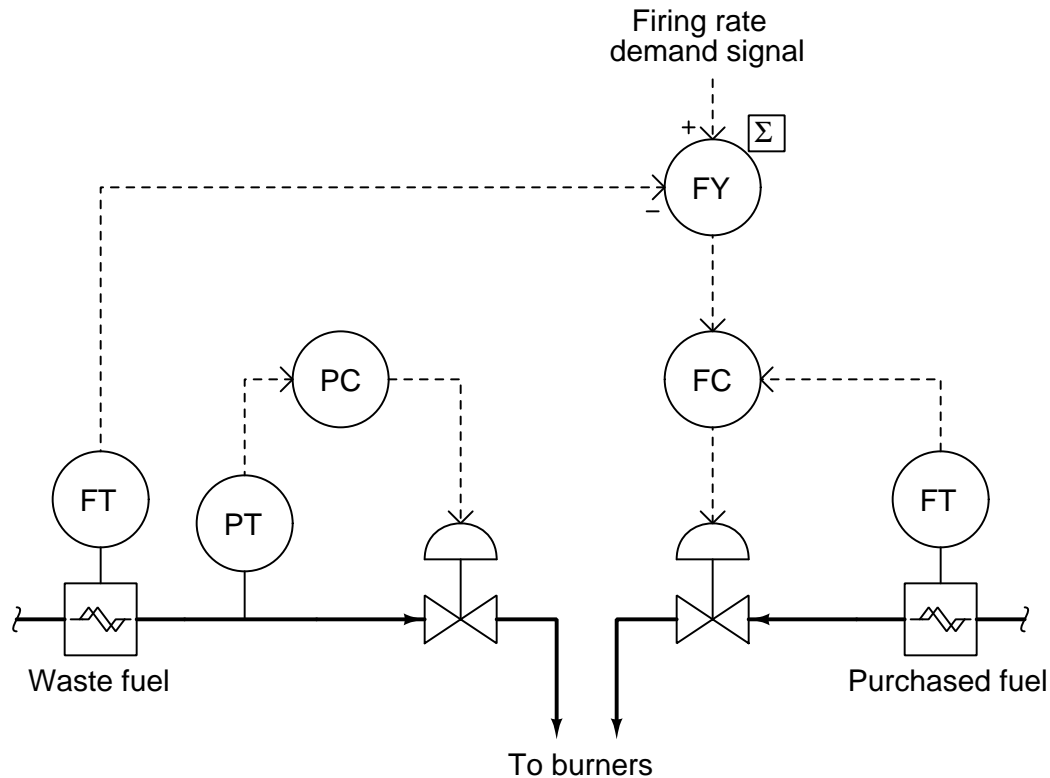 Firing rate
demand signal
+
Σ
FY
−
PC
FC
FT
PT
FT
Waste fuel
Purchased fuel
To burners